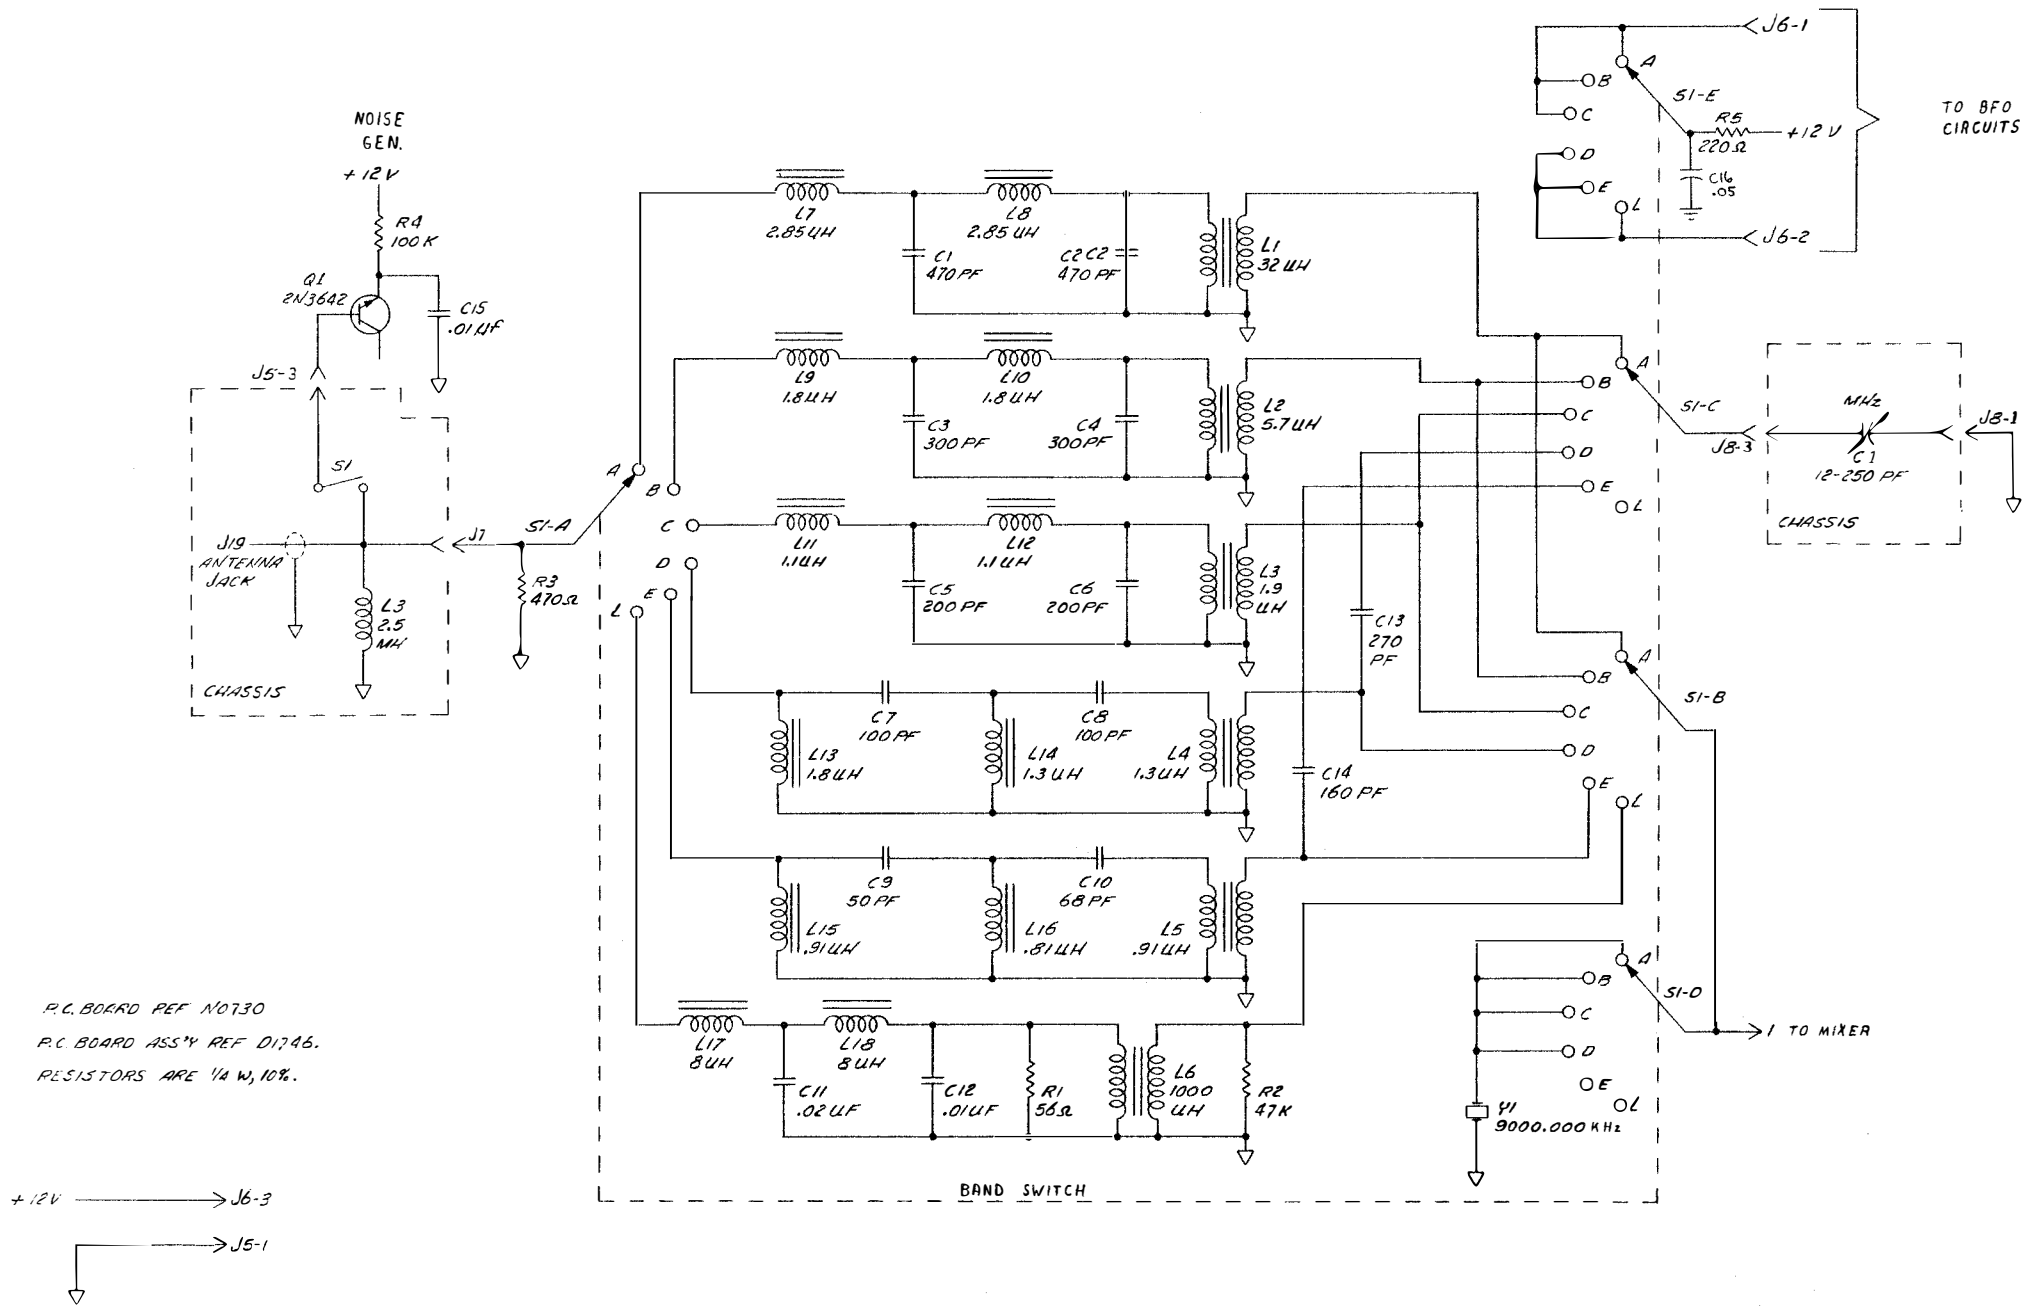 NOISE
GEN.
+12V
R4
100K
Q1
2N3642
C15
.01UF
J5-3
S1
J19
ANTENNA
JACK
L3
2.5
MH
CHASSIS
J7
S1-A
R3
470Ω
A
B
C
D
E
L
L7
2.85UH
C1
470PF
L8
2.85UH
C2 C2
470PF
L1
32UH
L9
1.8UH
C3
300PF
L10
1.8UH
C4
300PF
L2
5.7UH
L11
1.1UH
C5
200PF
L12
1.1UH
C6
200PF
L3
1.9
UH
C7
100PF
L13
1.8UH
C8
100PF
L14
1.3UH
L4
1.3UH
C13
270
PF
C14
160PF
C9
50PF
L15
.91UH
C10
68PF
L16
.81UH
L5
.91UH
L17
8UH
C11
.02UF
L18
8UH
C12
.01UF
R1
56Ω
L6
1000
UH
R2
47K
BAND SWITCH
J6-1
A
B
C
D
E
L
S1-E
R5
220Ω
+12V
C16
.05
J6-2
TO BFO
CIRCUITS
A
B
C
D
E
L
S1-C
J8-3
MHz
C1
12-250PF
J8-1
CHASSIS
A
B
C
D
E
L
S1-B
A
B
C
D
E
L
S1-D
1 TO MIXER
Y1
9000.000KHz
P.C. BOARD REF NO730
P.C. BOARD ASS'Y REF D1746.
RESISTORS ARE 1/4 W, 10%.
+12V
J6-3
J5-1